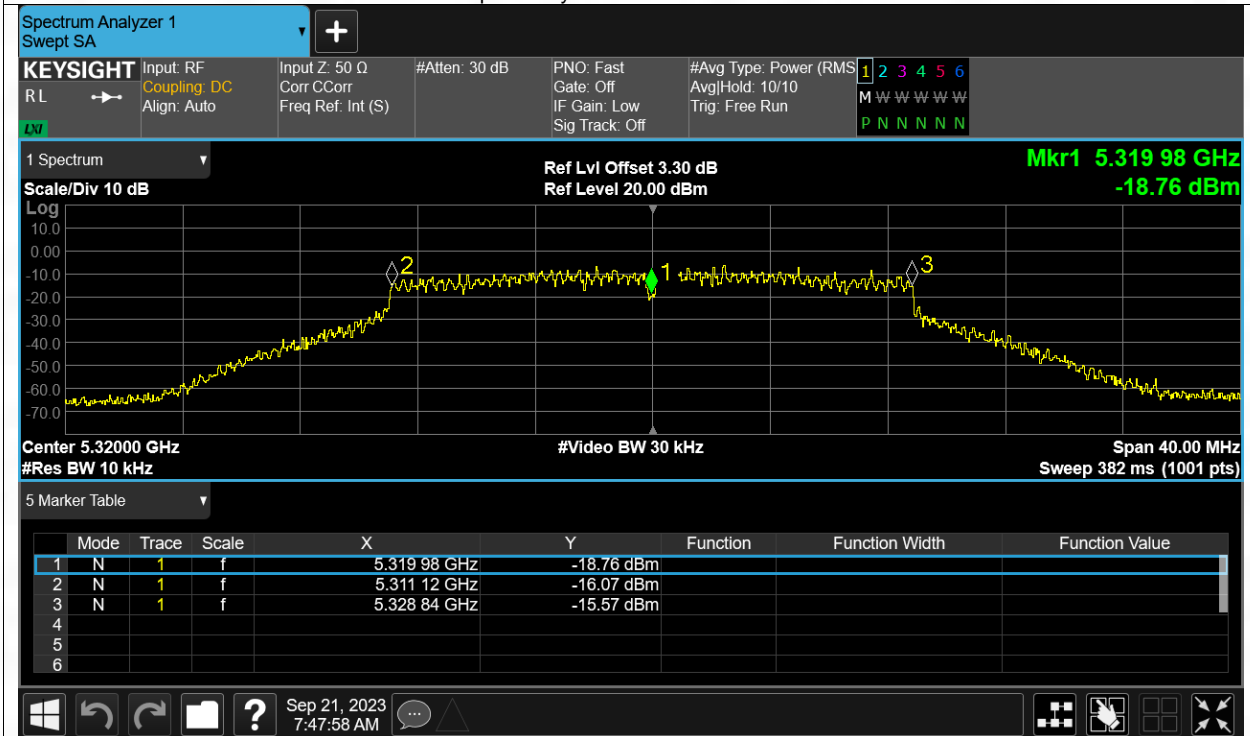 Spectrum Analyzer 1
Swept SA
+
KEYSIGHT
R L
LXI
Input: RF
Coupling: DC
Align: Auto
Input Z: 50 Ω
Corr CCorr
Freq Ref: Int (S)
#Atten: 30 dB
PNO: Fast
Gate: Off
IF Gain: Low
Sig Track: Off
#Avg Type: Power (RMS
Avg|Hold: 10/10
Trig: Free Run
1 2 3 4 5 6
M W W W W W
P N N N N N
1 Spectrum
Scale/Div 10 dB
Ref Lvl Offset 3.30 dB
Ref Level 20.00 dBm
Mkr1 5.319 98 GHz
-18.76 dBm
Log
10.0
0.00
-10.0
-20.0
-30.0
-40.0
-50.0
-60.0
-70.0
2
1
3
Center 5.32000 GHz
#Video BW 30 kHz
Span 40.00 MHz
#Res BW 10 kHz
Sweep 382 ms (1001 pts)
5 Marker Table
Mode Trace Scale X Y Function Function Width Function Value
1 N 1 f 5.319 98 GHz -18.76 dBm
2 N 1 f 5.311 12 GHz -16.07 dBm
3 N 1 f 5.328 84 GHz -15.57 dBm
4
5
6
?
Sep 21, 2023
7:47:58 AM